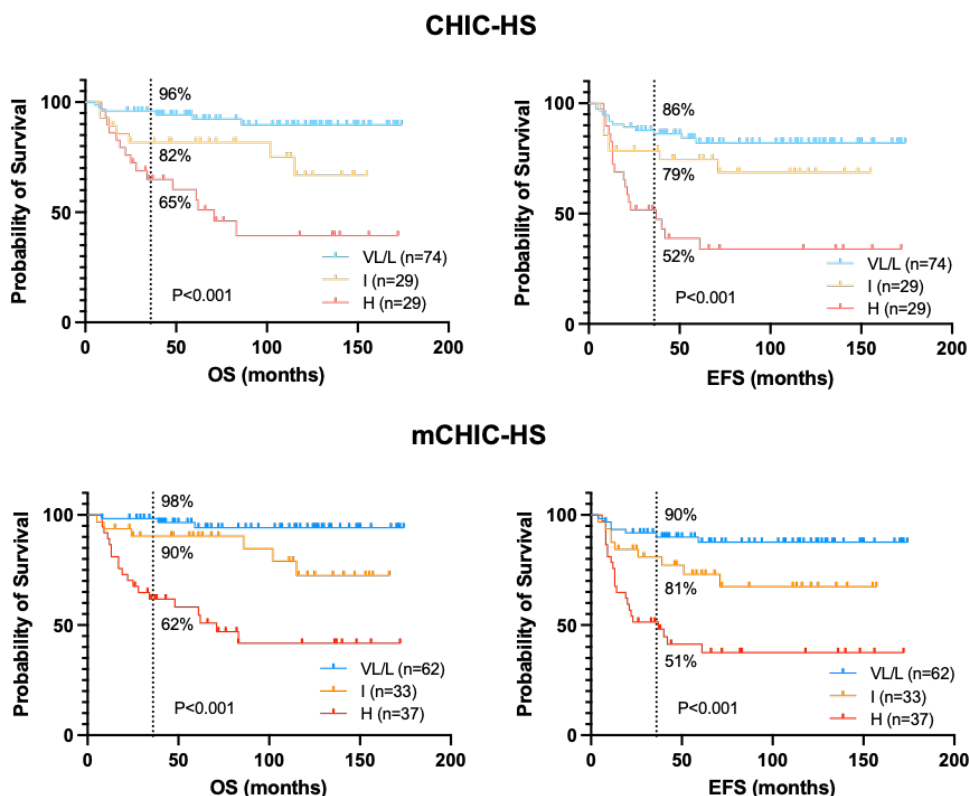 CHIC-HS
Probability of Survival
100
50
0
96%
82%
65%
VL/L (n=74)
I (n=29)
H (n=29)
P<0.001
0 50 100 150 200
OS (months)
Probability of Survival
100
50
0
86%
79%
52%
VL/L (n=74)
I (n=29)
H (n=29)
P<0.001
0 50 100 150 200
EFS (months)
mCHIC-HS
Probability of Survival
100
50
0
98%
90%
62%
VL/L (n=62)
I (n=33)
H (n=37)
P<0.001
0 50 100 150 200
OS (months)
Probability of Survival
100
50
0
90%
81%
51%
VL/L (n=62)
I (n=33)
H (n=37)
P<0.001
0 50 100 150 200
EFS (months)